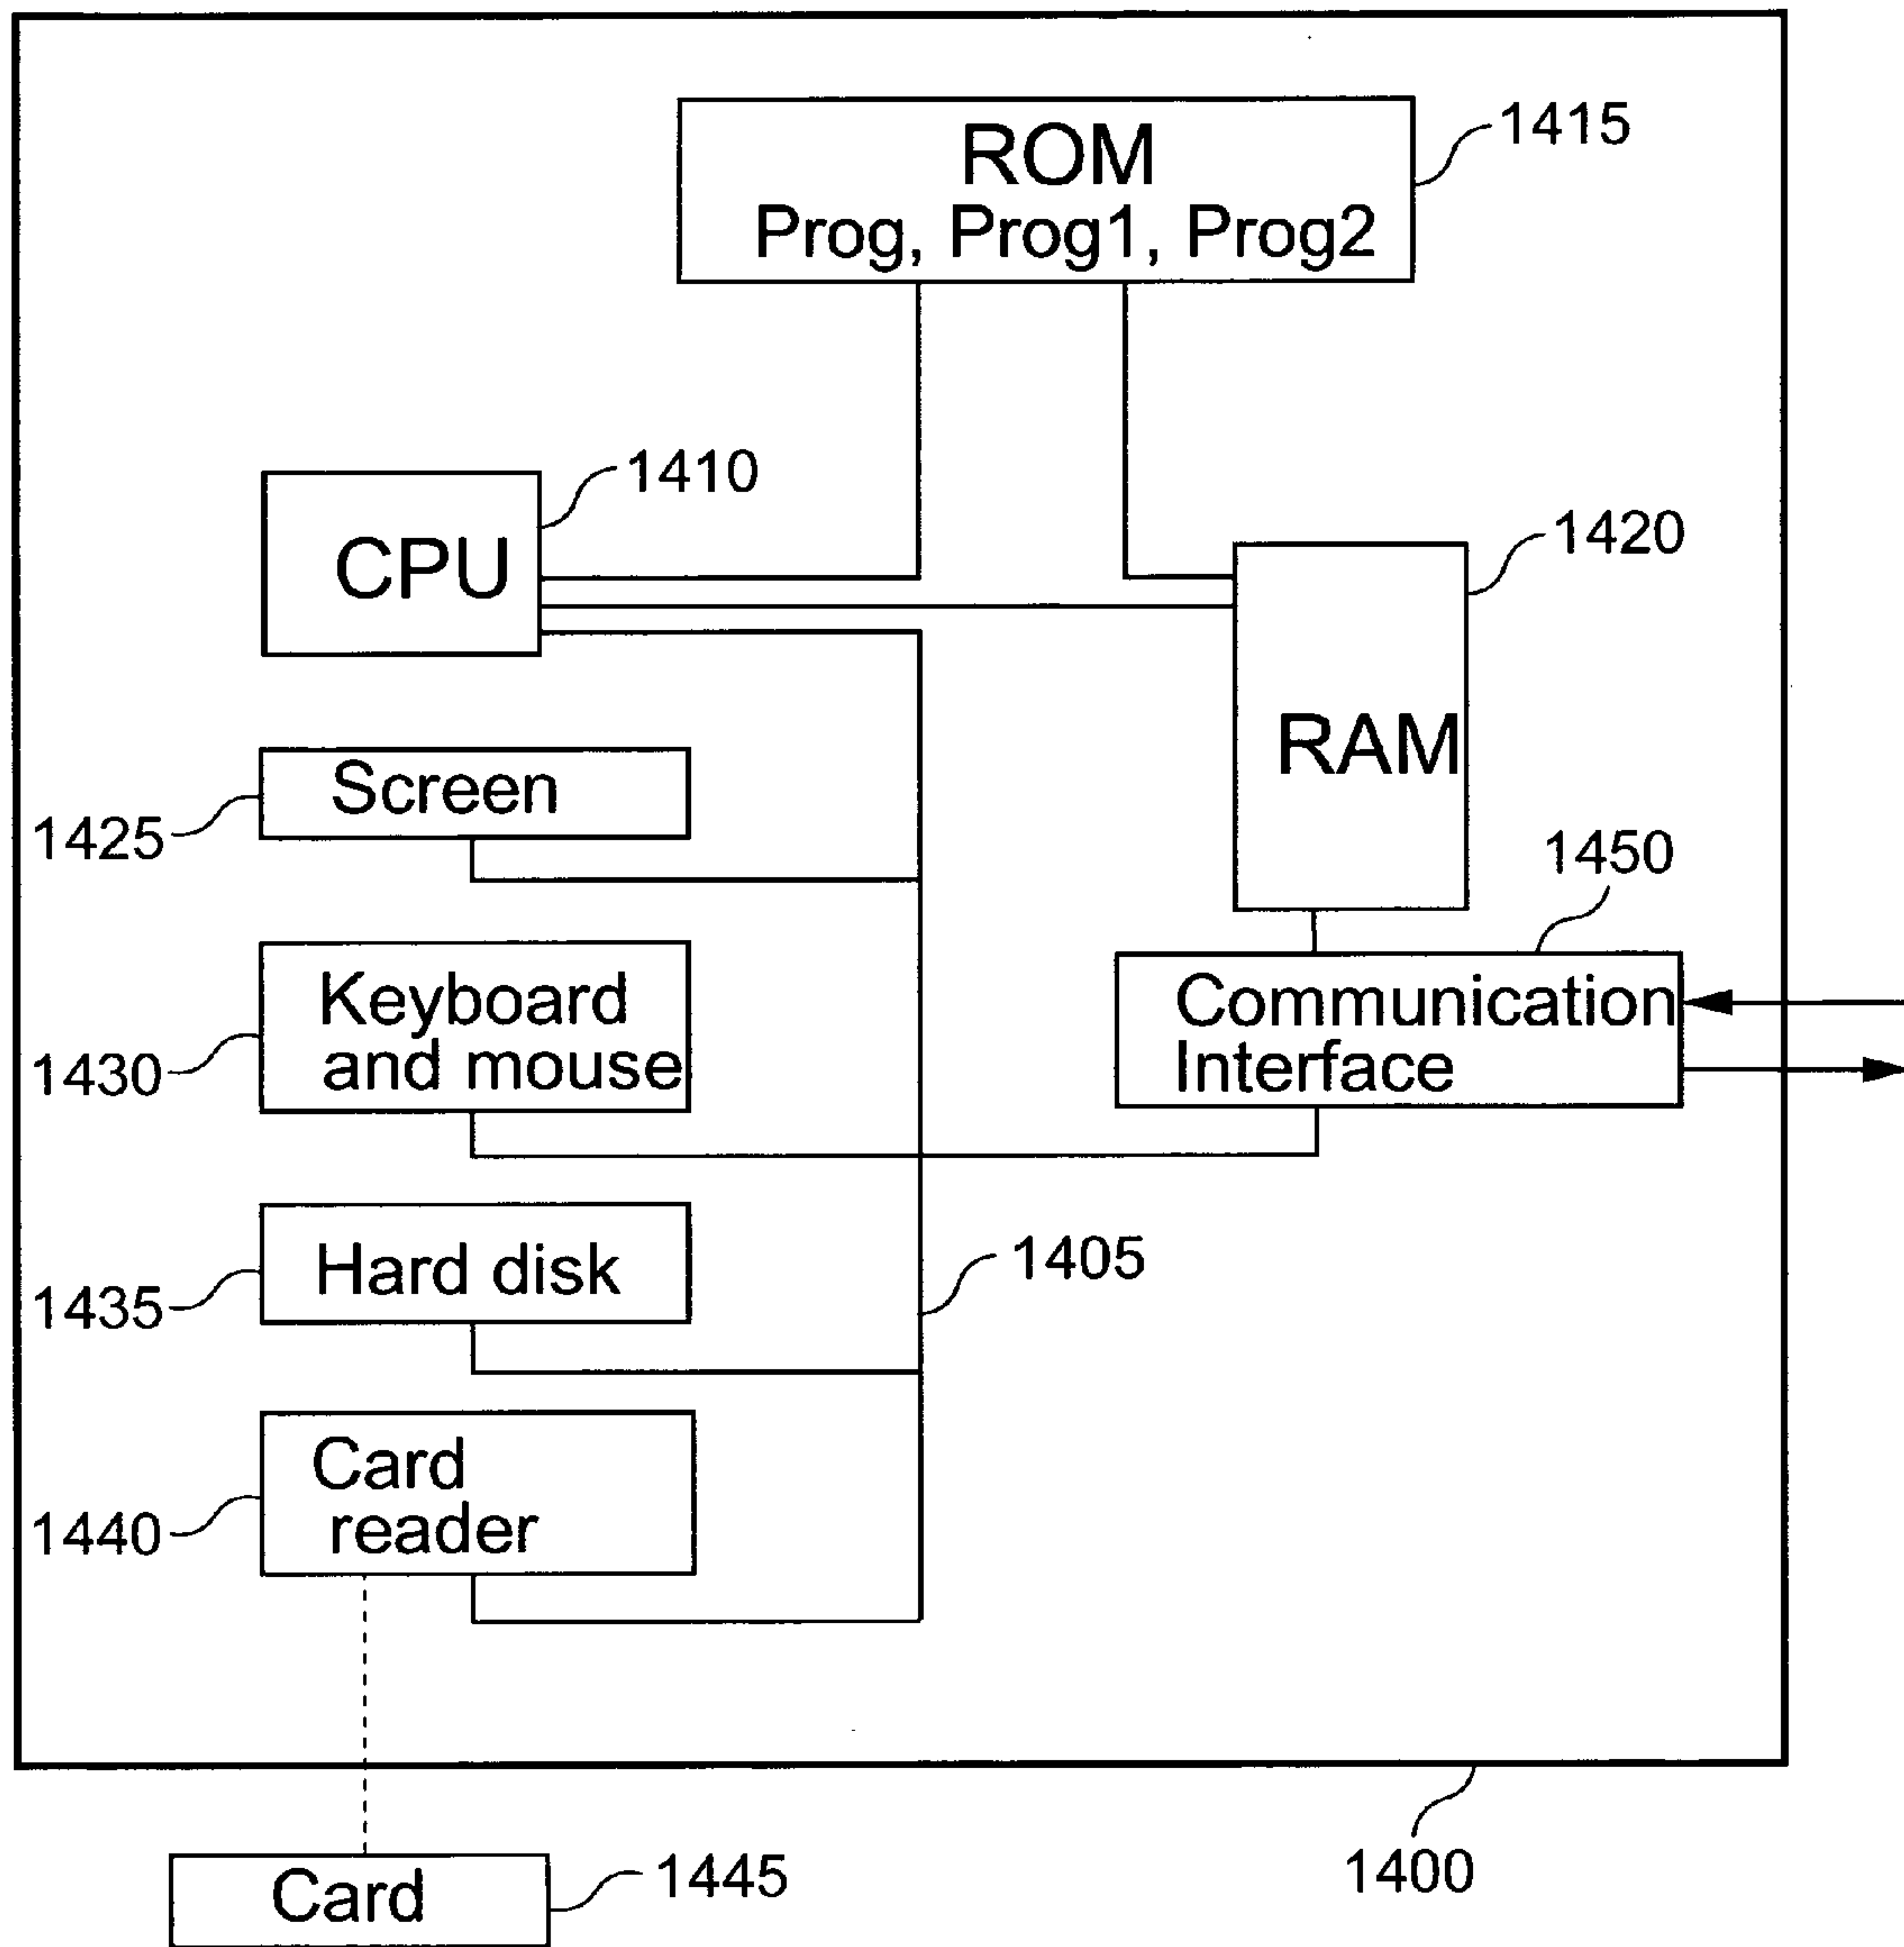 ROM
Prog, Prog1, Prog2
1415
CPU
1410
1420
RAM
Screen
1425
1450
Keyboard
and mouse
1430
Communication
Interface
Hard disk
1435
1405
Card
reader
1440
1400
Card
1445